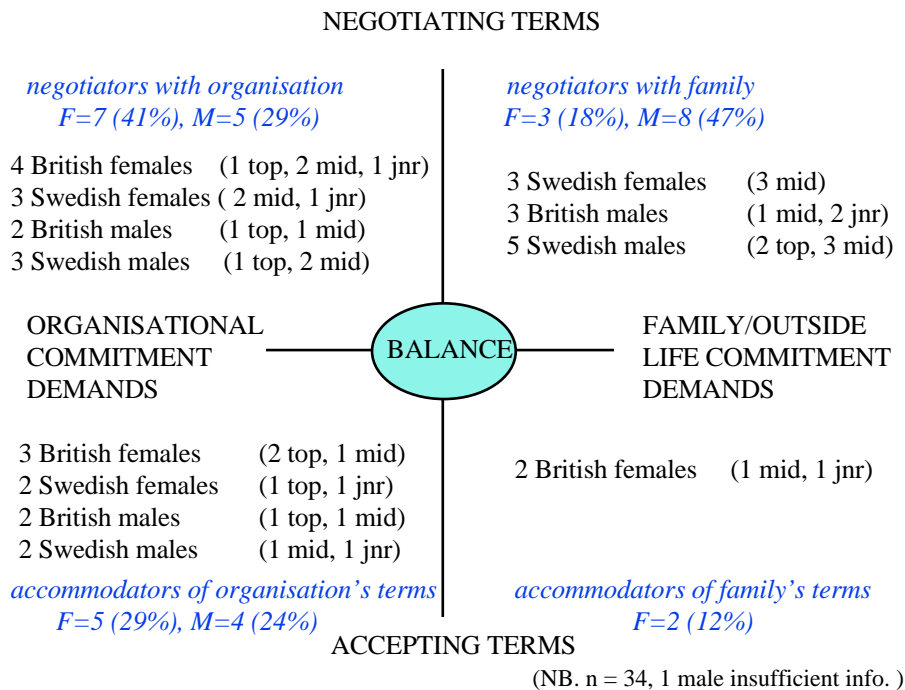 NEGOTIATING TERMS
negotiators with organisation
F=7 (41%), M=5 (29%)
4 British females (1 top, 2 mid, 1 jnr)
3 Swedish females ( 2 mid, 1 jnr)
2 British males (1 top, 1 mid)
3 Swedish males (1 top, 2 mid)
negotiators with family
F=3 (18%), M=8 (47%)
3 Swedish females (3 mid)
3 British males (1 mid, 2 jnr)
5 Swedish males (2 top, 3 mid)
ORGANISATIONAL
COMMITMENT
DEMANDS
BALANCE
FAMILY/OUTSIDE
LIFE COMMITMENT
DEMANDS
3 British females (2 top, 1 mid)
2 Swedish females (1 top, 1 jnr)
2 British males (1 top, 1 mid)
2 Swedish males (1 mid, 1 jnr)
accommodators of organisation's terms
F=5 (29%), M=4 (24%)
2 British females (1 mid, 1 jnr)
accommodators of family's terms
F=2 (12%)
ACCEPTING TERMS
(NB. n = 34, 1 male insufficient info. )